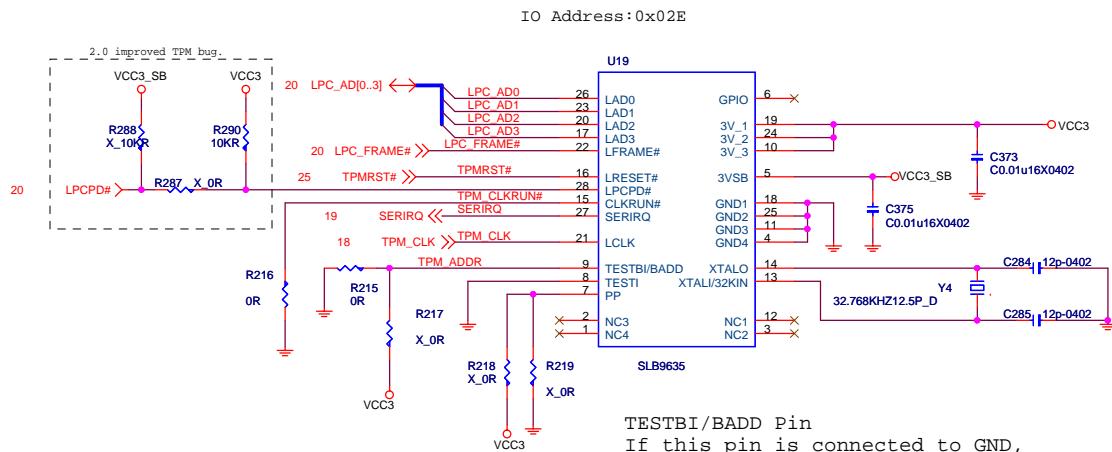 IO Address:0x02E
2.0 improved TPM bug.
VCC3_SB
VCC3
R288
X_10KR
R290
10KR
20 LPCPD#
R287 X_0R
20 LPC_AD[0..3]
LPC_AD0
LPC_AD1
LPC_AD2
LPC_AD3
20 LPC_FRAME#
LPC_FRAME#
25 TPMRST#
TPMRST#
TPM_CLKRUN#
19 SERIRQ
SERIRQ
18 TPM_CLK
TPM_CLK
TPM_ADDR
R216
0R
R215
0R
R217
X_0R
VCC3
R218
X_0R
R219
X_0R
VCC3
U19
26 LAD0
23 LAD1
20 LAD2
17 LAD3
22 LFRAME#
16 LRESET#
28 LPCPD#
15 CLKRUN#
27 SERIRQ
21 LCLK
9 TESTBI/BADD
8 TESTI
7 PP
2 NC3
1 NC4
GPIO 6
3V_1 19
3V_2 24
3V_3 10
3VSB 5
GND1 18
GND2 25
GND3 11
GND4 4
XTALO 14
XTALI/32KIN 13
NC1 12
NC2 3
SLB9635
VCC3
C373
C0.01u16X0402
VCC3_SB
C375
C0.01u16X0402
C284 12p-0402
Y4
32.768KHZ12.5P_D
C285 12p-0402
TESTBI/BADD Pin
If this pin is connected to GND,